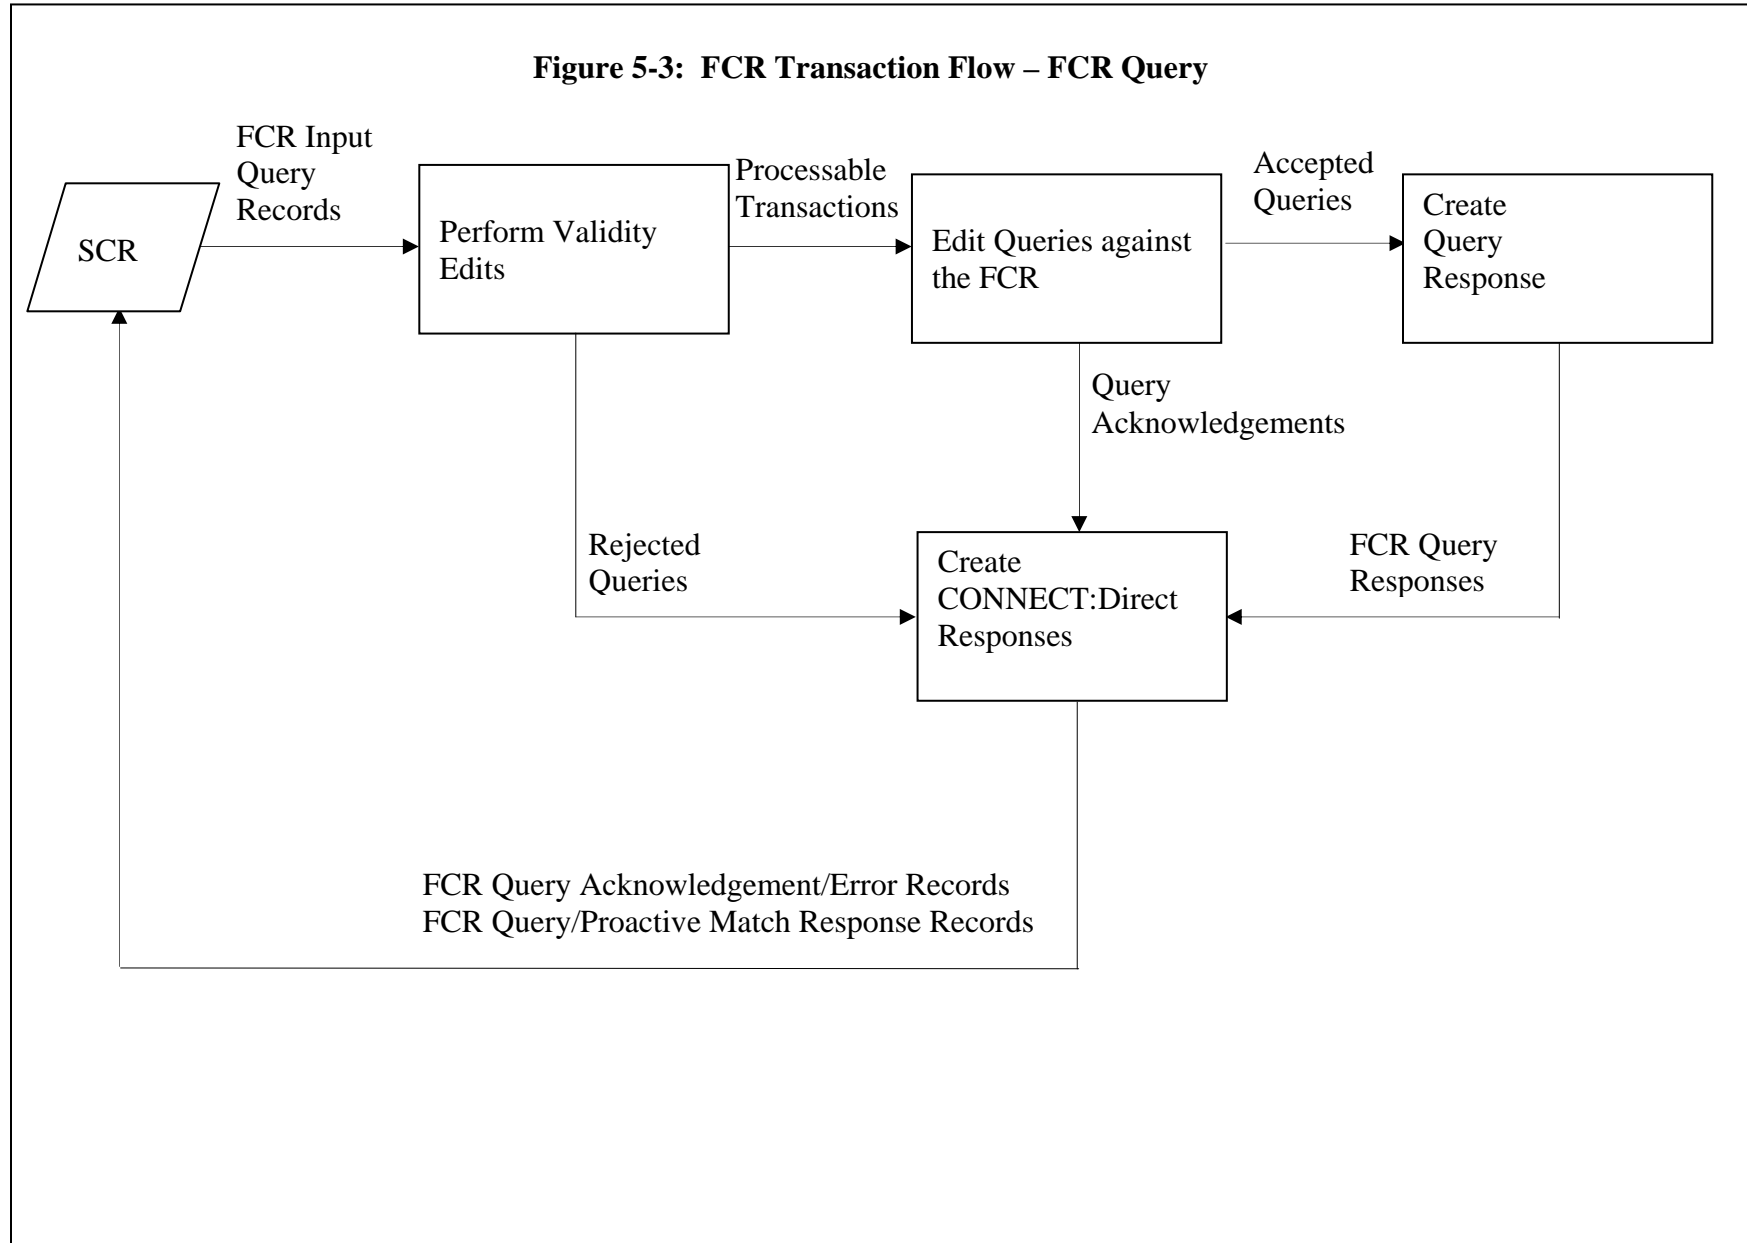 Figure 5-3: FCR Transaction Flow – FCR Query
FCR Input
Query
Records
SCR
Perform Validity
Edits
Processable
Transactions
Edit Queries against
the FCR
Accepted
Queries
Create
Query
Response
Query
Acknowledgements
Rejected
Queries
Create
CONNECT:Direct
Responses
FCR Query
Responses
FCR Query Acknowledgement/Error Records
FCR Query/Proactive Match Response Records